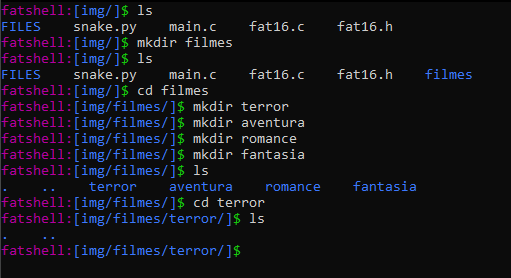 fatshell:[img/]$ ls
FILES    snake.py    main.c    fat16.c    fat16.h
fatshell:[img/]$ mkdir filmes
fatshell:[img/]$ ls
FILES    snake.py    main.c    fat16.c    fat16.h    filmes
fatshell:[img/]$ cd filmes
fatshell:[img/filmes/]$ mkdir terror
fatshell:[img/filmes/]$ mkdir aventura
fatshell:[img/filmes/]$ mkdir romance
fatshell:[img/filmes/]$ mkdir fantasia
fatshell:[img/filmes/]$ ls
.    ..    terror    aventura    romance    fantasia
fatshell:[img/filmes/]$ cd terror
fatshell:[img/filmes/terror/]$ ls
.    ..
fatshell:[img/filmes/terror/]$